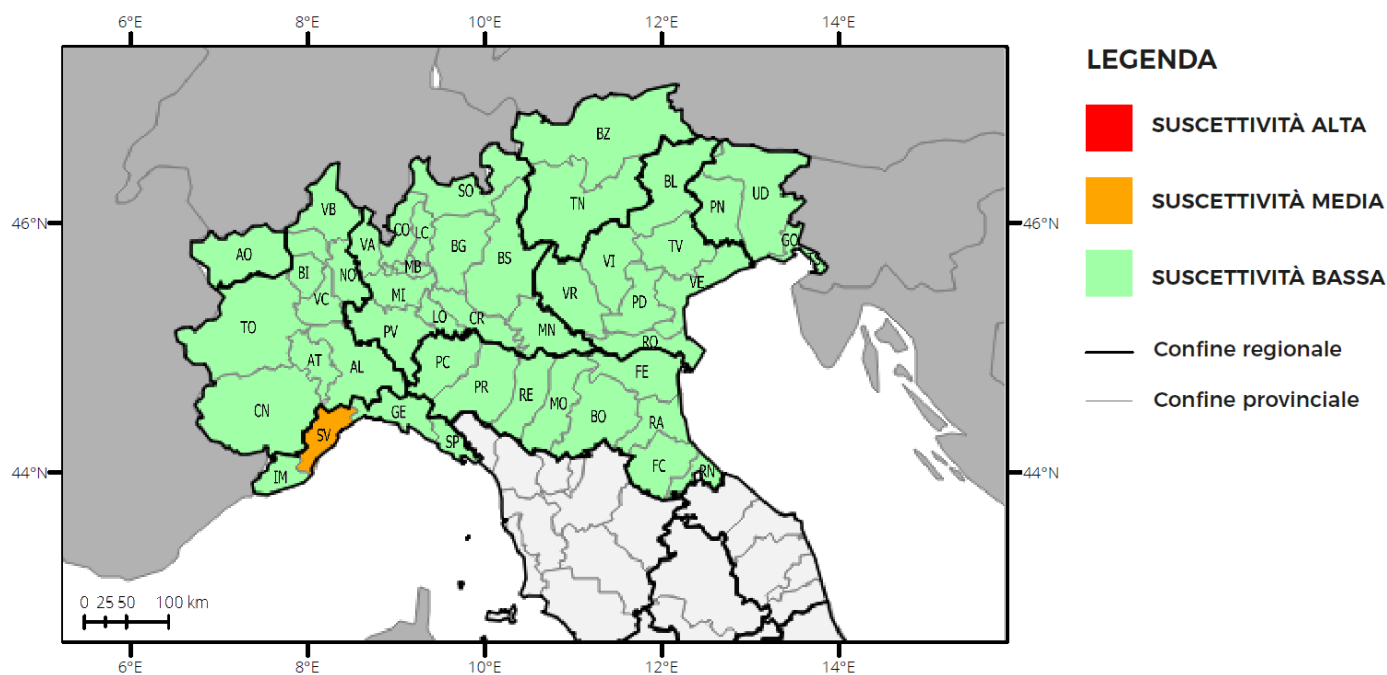 6°E 8°E 10°E 12°E 14°E
LEGENDA
SUSCETTIVITÀ ALTA
SUSCETTIVITÀ MEDIA
SUSCETTIVITÀ BASSA
Confine regionale
Confine provinciale
BZ
SO TN BL PN UD
VB
46°N 46°N
AO VA CO LC BG GO
BI NO MB BS VI TV
VC MI VR PD VE
TO PV LO CR MN RO
AT AL PC PR RE MO FE
CN GE BO RA
SV SP
44°N IM FC RN 44°N
0 25 50 100 km
6°E 8°E 10°E 12°E 14°E